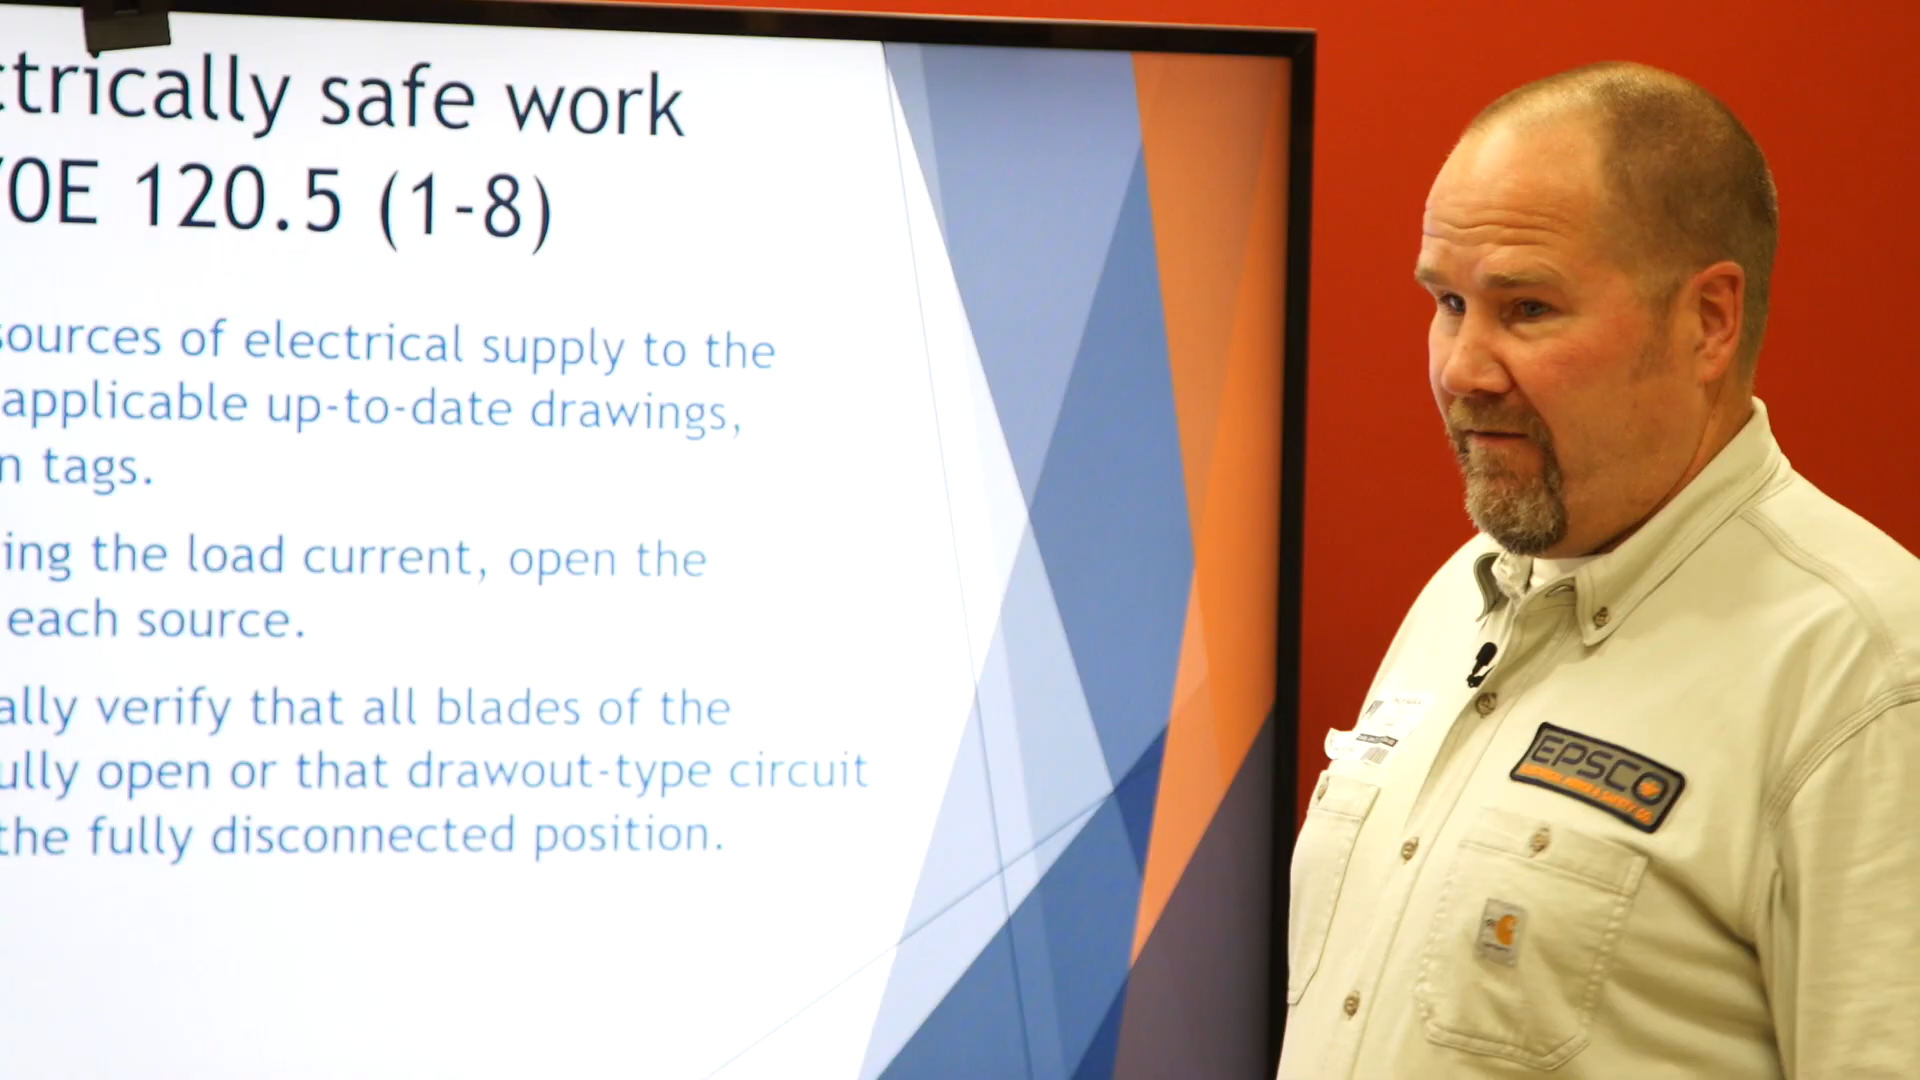 ctrically safe work
70E 120.5 (1-8)
sources of electrical supply to the
applicable up-to-date drawings,
n tags.
ing the load current, open the
each source.
ally verify that all blades of the
ully open or that drawout-type circuit
the fully disconnected position.
EPSCO